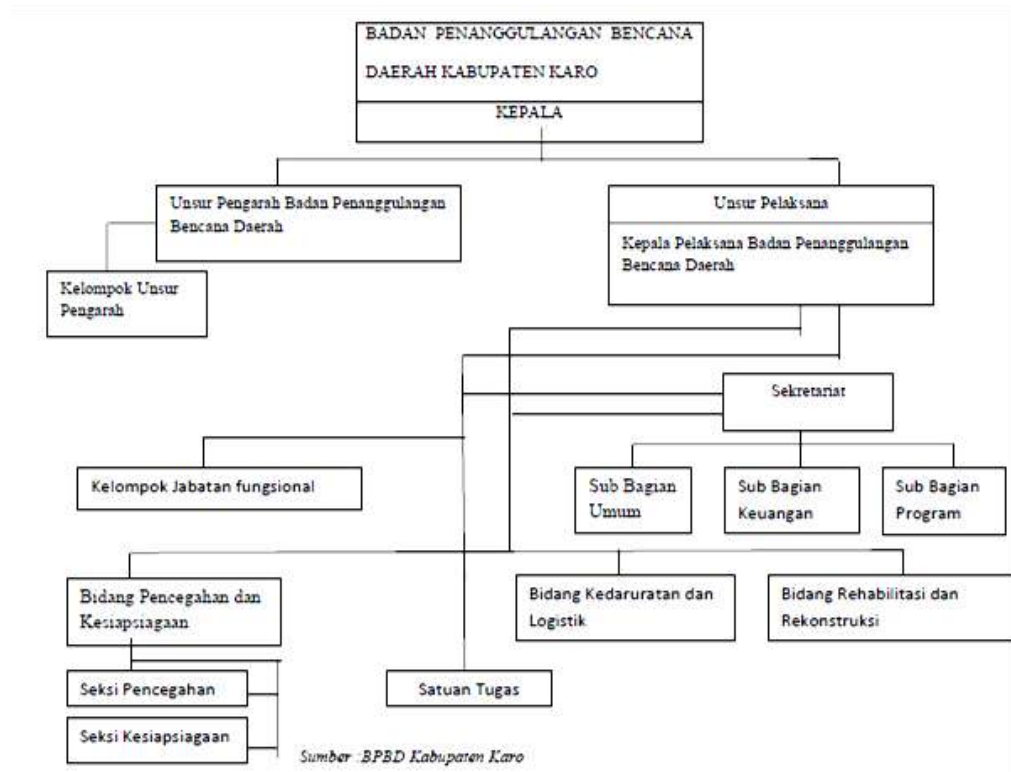 BADAN PENANGGULANGAN BENCANA
DAERAH KABUPATEN KARO
KEPALA
Unsur Pengarah Badan Penanggulangan
Bencana Daerah
Unsur Pelaksana
Kepala Pelaksana Badan Penanggulangan
Bencana Daerah
Kelompok Unsur
Pengarah
Sekretariat
Kelompok Jabatan fungsional
Sub Bagian
Umum
Sub Bagian
Keuangan
Sub Bagian
Program
Bidang Pencegahan dan
Kesiapsiagaan
Bidang Kedaruratan dan
Logistik
Bidang Rehabilitasi dan
Rekonstruksi
Seksi Pencegahan
Satuan Tugas
Seksi Kesiapsiagaan
Sumber :BPBD Kabupaten Karo